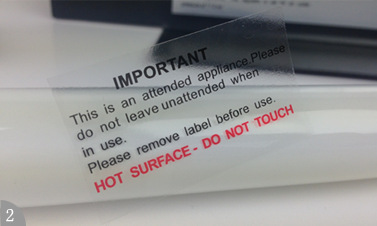 IMPORTANT
This is an attended appliance.Please
do not leave unattended when
in use.
Please remove label before use.
HOT SURFACE - DO NOT TOUCH
2